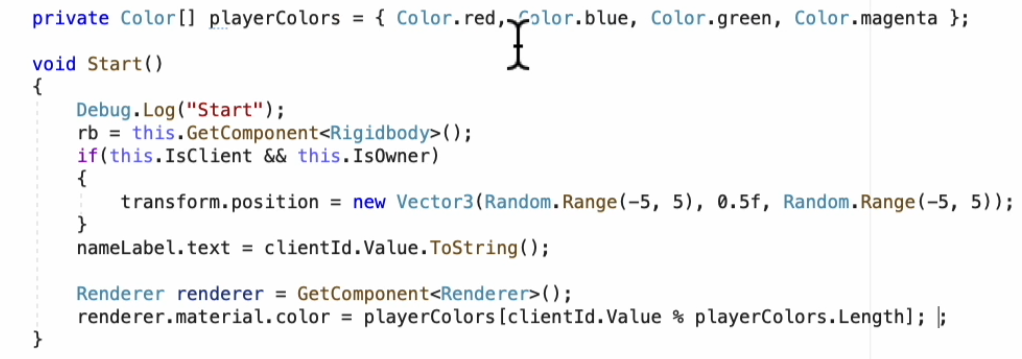 private Color[] playerColors = { Color.red, Color.blue, Color.green, Color.magenta };
void Start()
{
Debug.Log("Start");
rb = this.GetComponent<Rigidbody>();
if(this.IsClient && this.IsOwner)
{
transform.position = new Vector3(Random.Range(-5, 5), 0.5f, Random.Range(-5, 5));
}
nameLabel.text = clientId.Value.ToString();
Renderer renderer = GetComponent<Renderer>();
renderer.material.color = playerColors[clientId.Value % playerColors.Length]; ;
}